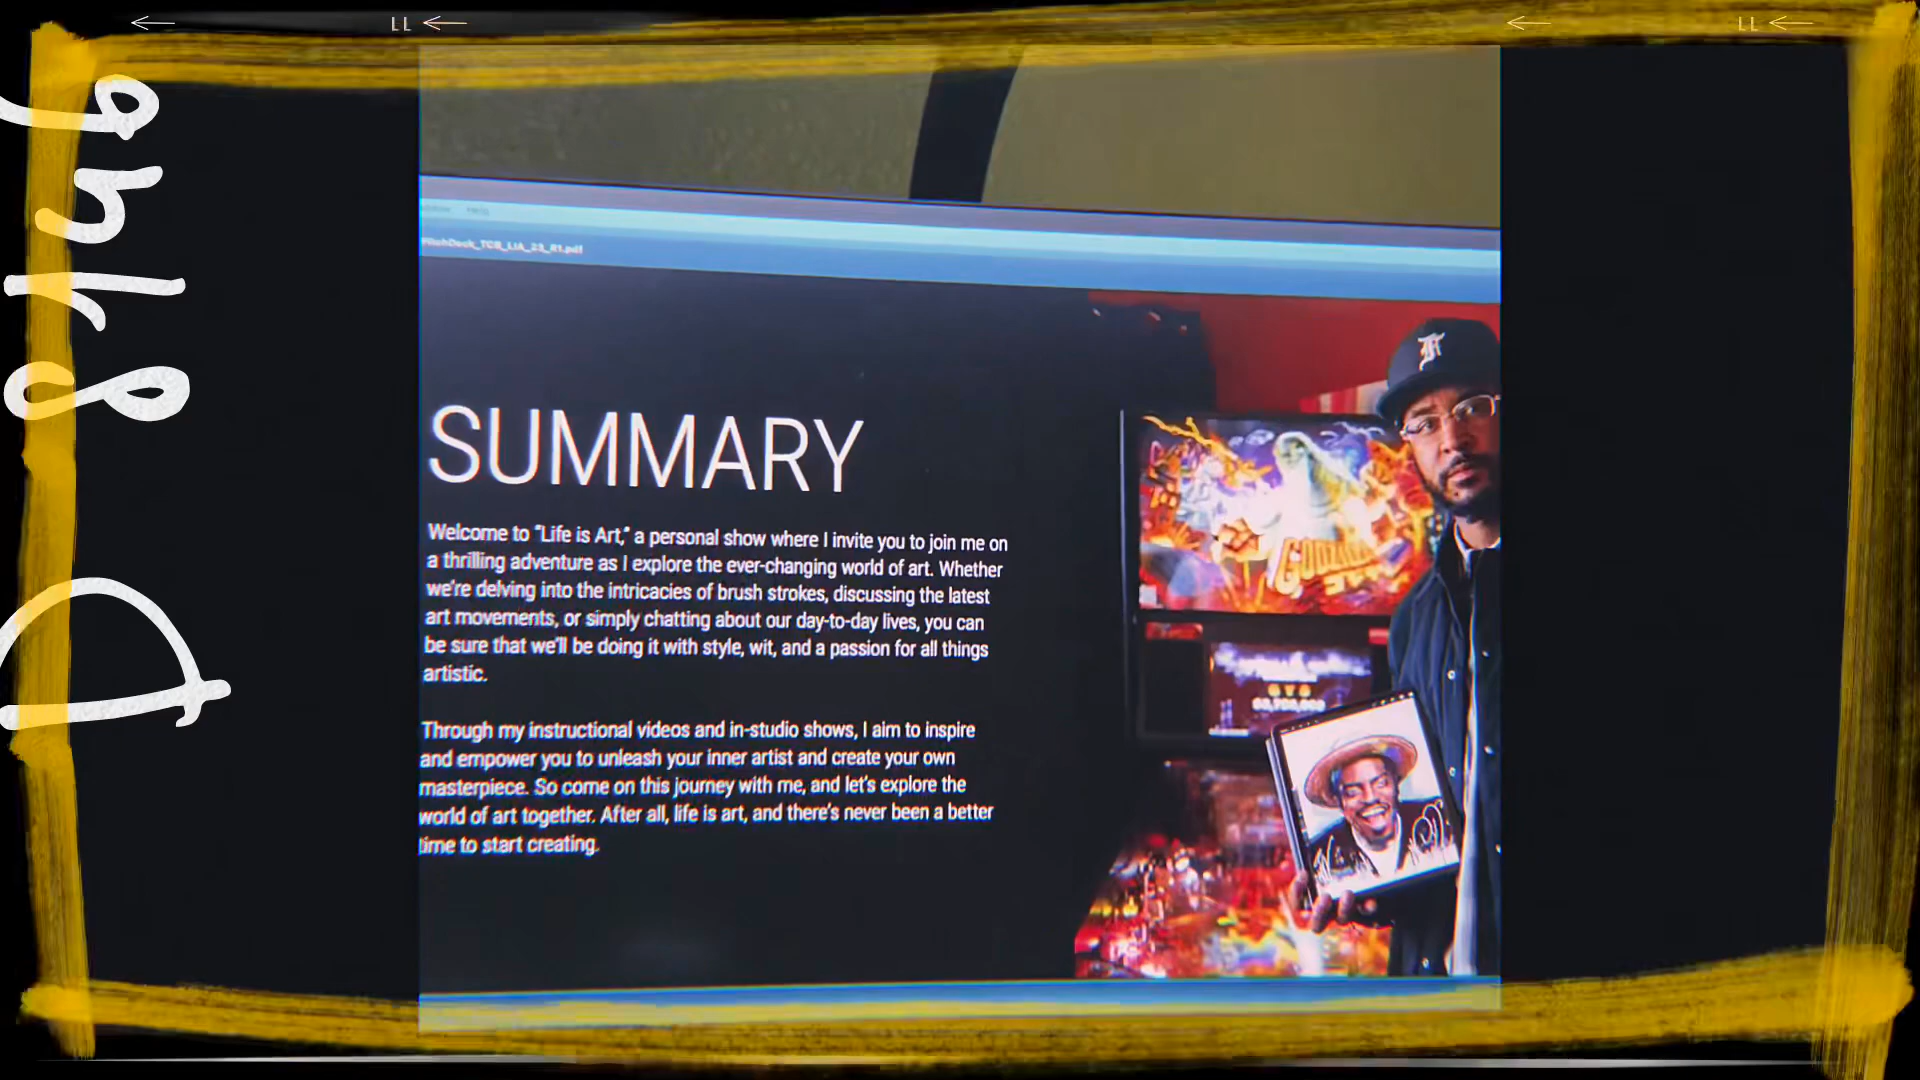 PitchDeck_TCB_LIA_23_R1.pdf
SUMMARY
Welcome to "Life is Art," a personal show where I invite you to join me on
a thrilling adventure as I explore the ever-changing world of art. Whether
we're delving into the intricacies of brush strokes, discussing the latest
art movements, or simply chatting about our day-to-day lives, you can
be sure that we'll be doing it with style, wit, and a passion for all things
artistic.
Through my instructional videos and in-studio shows, I aim to inspire
and empower you to unleash your inner artist and create your own
masterpiece. So come on this journey with me, and let's explore the
world of art together. After all, life is art, and there's never been a better
time to start creating.
GODZILLA